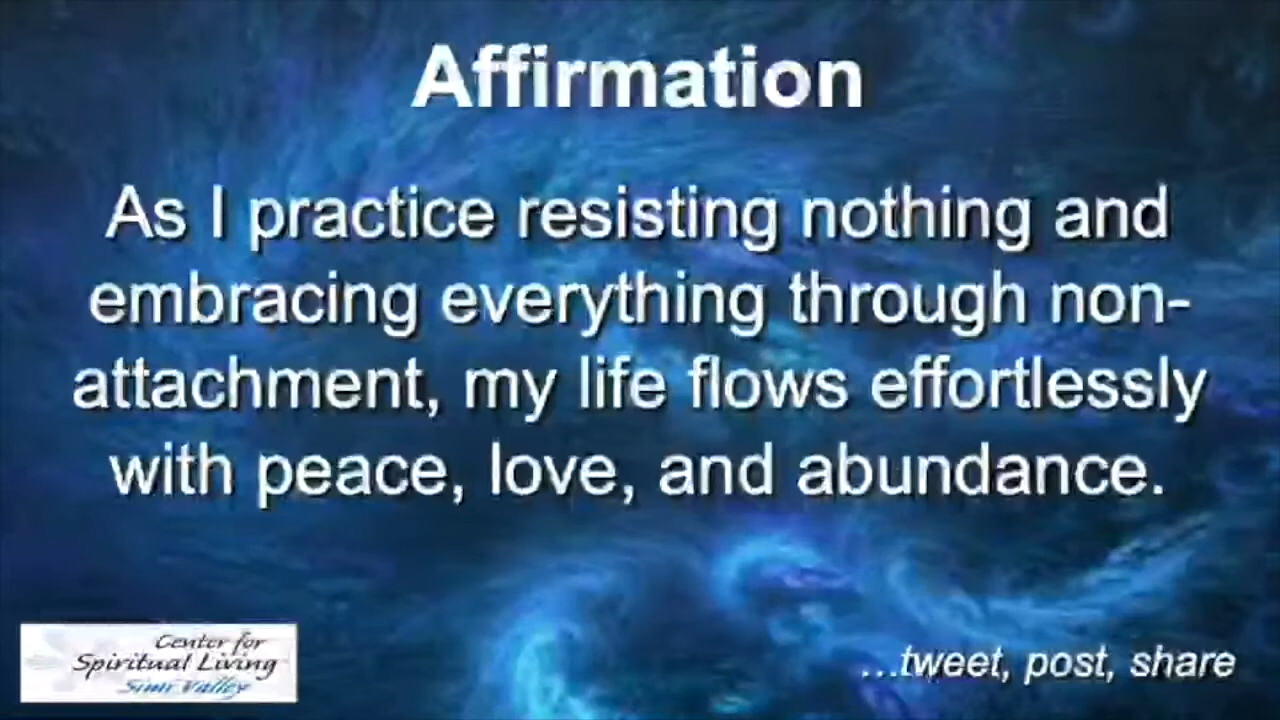 Affirmation
As I practice resisting nothing and
embracing everything through non-
attachment, my life flows effortlessly
with peace, love, and abundance.
Center for
Spiritual Living
Simi Valley
...tweet, post, share